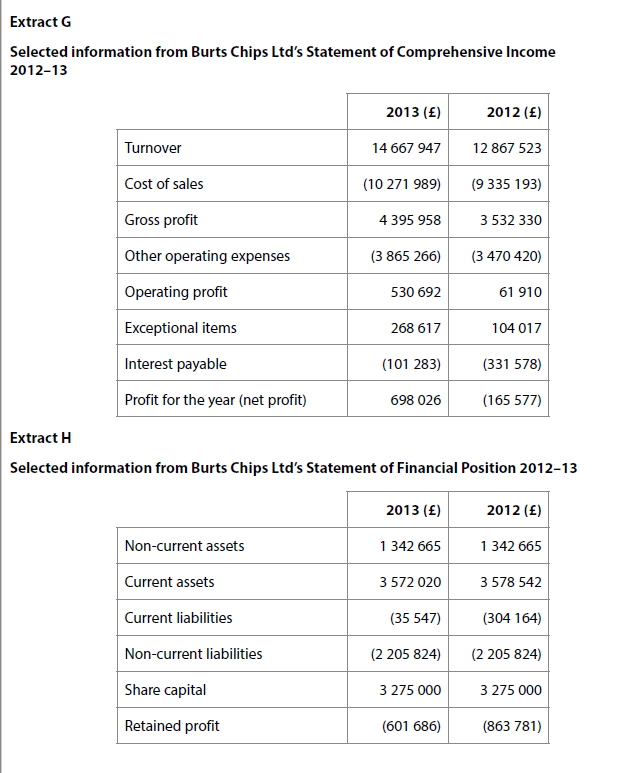 Extract G
Selected information from Burts Chips Ltd’s Statement of Comprehensive Income
2012–13
2013 (£) 2012 (£)
Turnover 14 667 947 12 867 523
Cost of sales (10 271 989) (9 335 193)
Gross profit 4 395 958 3 532 330
Other operating expenses (3 865 266) (3 470 420)
Operating profit 530 692 61 910
Exceptional items 268 617 104 017
Interest payable (101 283) (331 578)
Profit for the year (net profit) 698 026 (165 577)
Extract H
Selected information from Burts Chips Ltd’s Statement of Financial Position 2012–13
2013 (£) 2012 (£)
Non-current assets 1 342 665 1 342 665
Current assets 3 572 020 3 578 542
Current liabilities (35 547) (304 164)
Non-current liabilities (2 205 824) (2 205 824)
Share capital 3 275 000 3 275 000
Retained profit (601 686) (863 781)